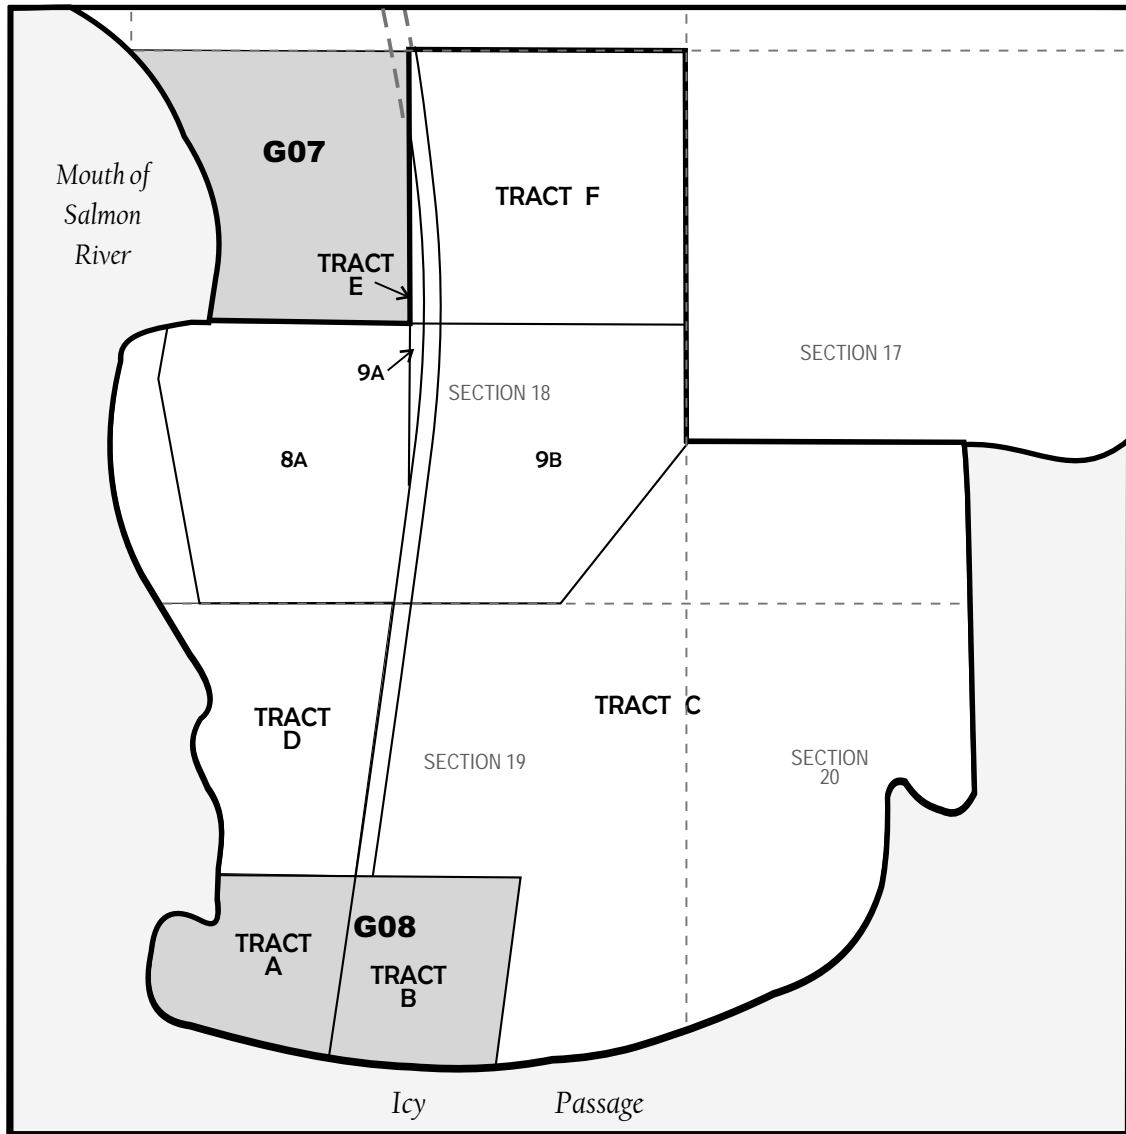 G07
Mouth of
Salmon
River
TRACT F
TRACT
E
SECTION 17
9A
SECTION 18
8A
9B
TRACT
D
TRACT C
SECTION 19
SECTION
20
G08
TRACT
A
TRACT
B
Icy Passage